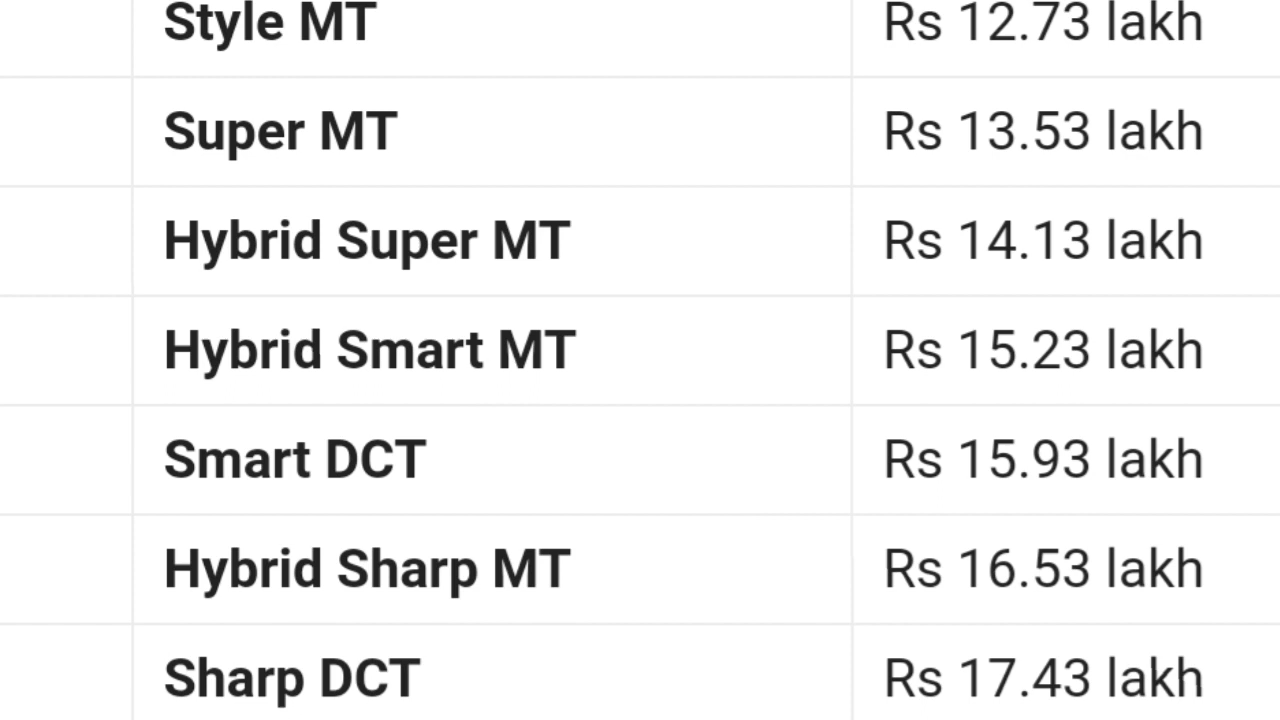 Style MT Rs 12.73 lakh
Super MT Rs 13.53 lakh
Hybrid Super MT Rs 14.13 lakh
Hybrid Smart MT Rs 15.23 lakh
Smart DCT Rs 15.93 lakh
Hybrid Sharp MT Rs 16.53 lakh
Sharp DCT Rs 17.43 lakh